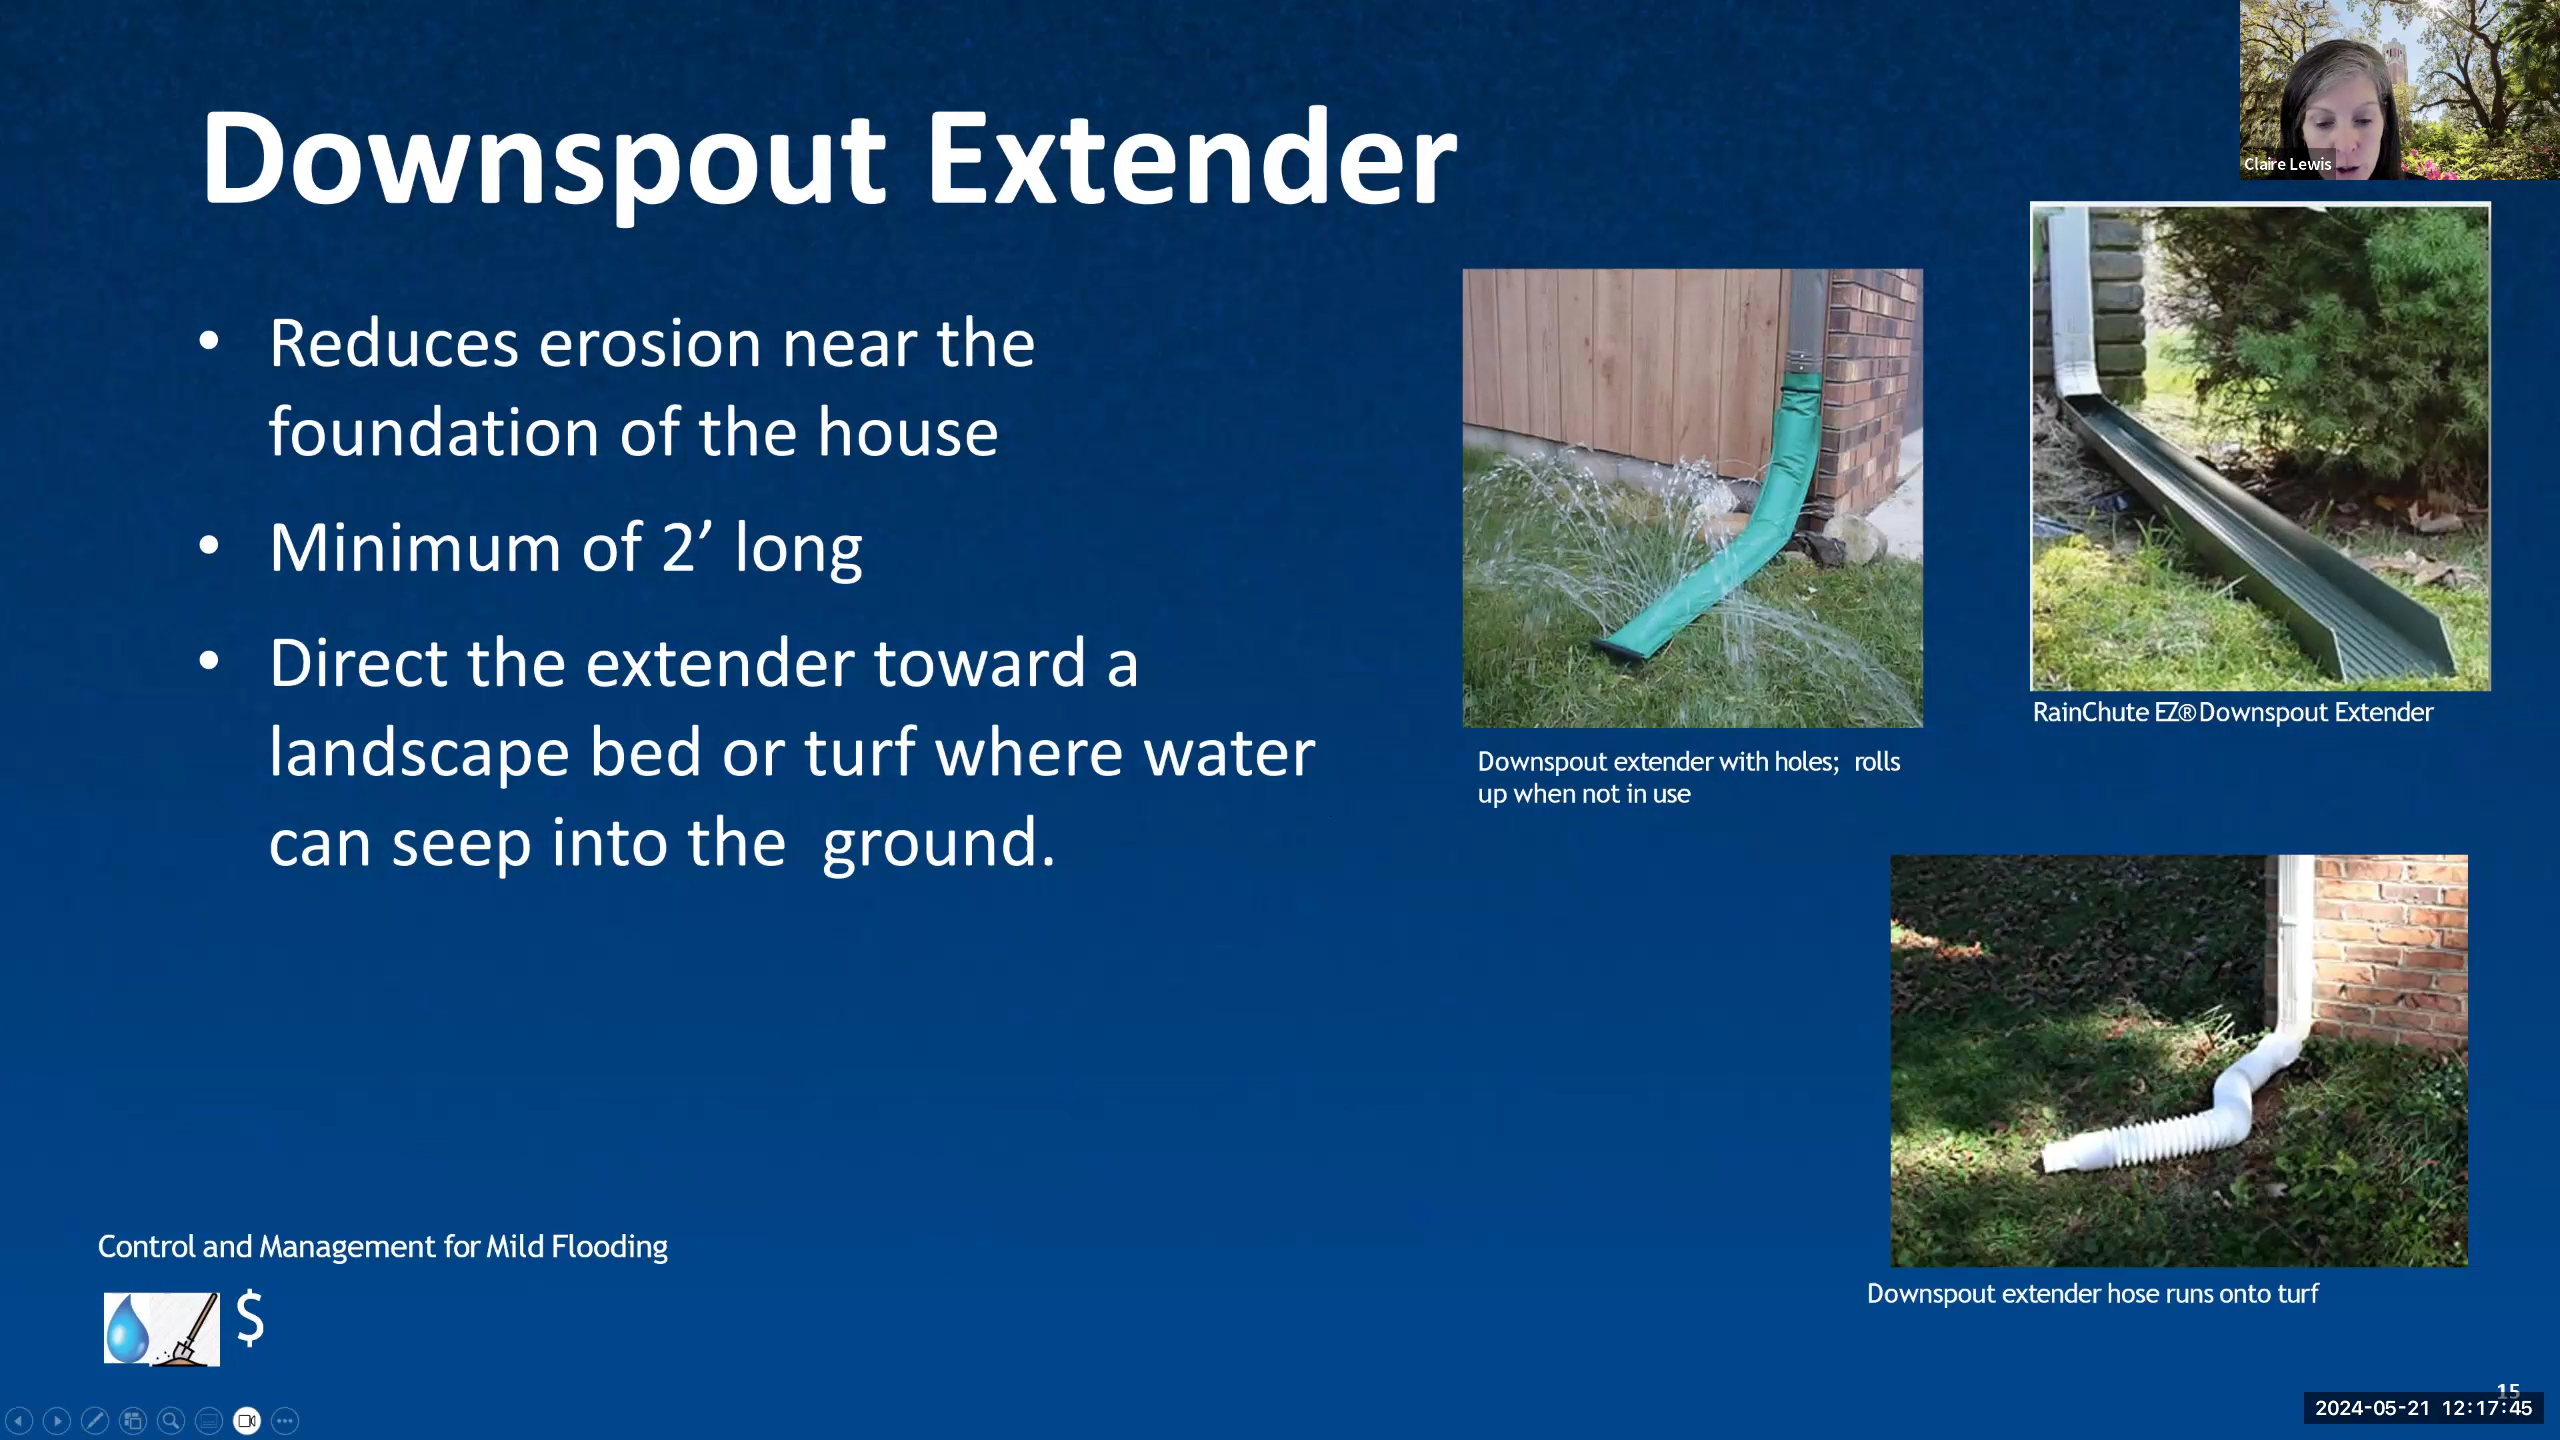 Downspout Extender
Claire Lewis
• Reduces erosion near the
foundation of the house
• Minimum of 2’ long
• Direct the extender toward a
landscape bed or turf where water
can seep into the  ground.
RainChute EZ® Downspout Extender
Downspout extender with holes;  rolls
up when not in use
Downspout extender hose runs onto turf
Control and Management for Mild Flooding
$
15
2024-05-21 12:17:45